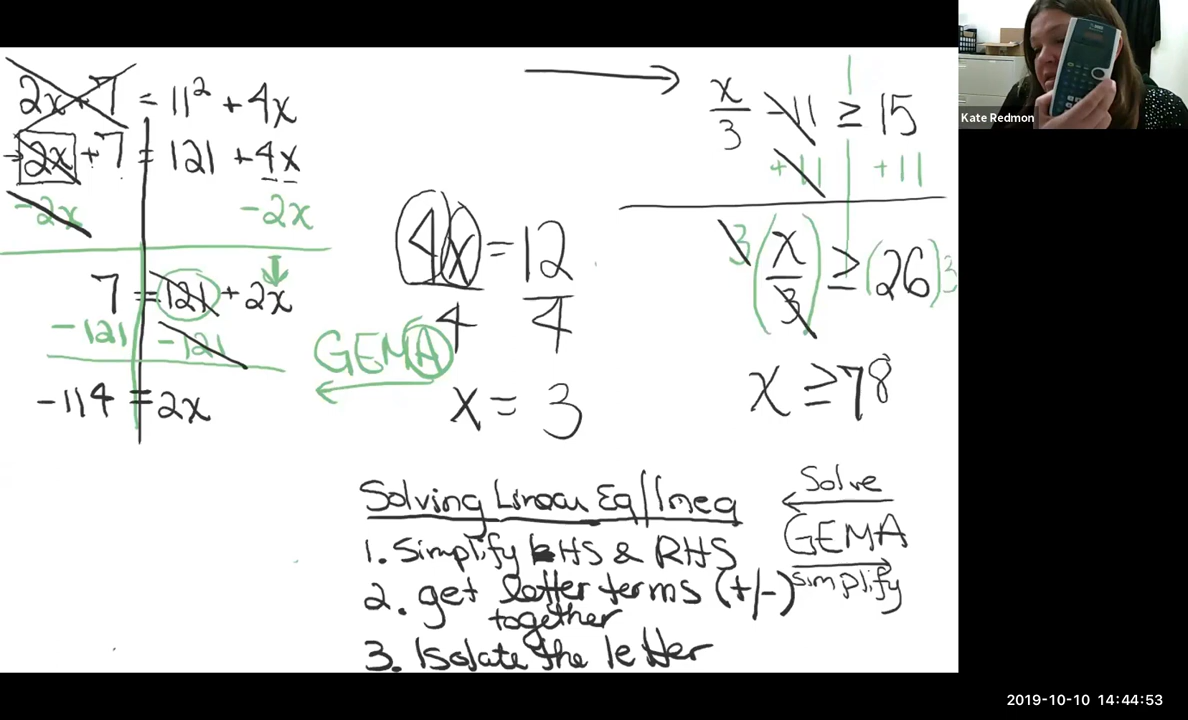 2x + 7 = 11² + 4x
2x + 7 = 121 + 4x
-2x -2x
7 = 121 + 2x
-121 -121
-114 = 2x
GEMA
4x = 12
4 4
x = 3
x/3 - 11 ≥ 15
+11 +11
3(x/3) ≥ (26)3
x ≥ 78
Solving Linear Eq/Ineq
1. Simplify LHS & RHS
2. get letter terms (+/-)
together
3. Isolate the letter
Solve
GEMA
simplify
Kate Redmon
2019-10-10 14:44:53